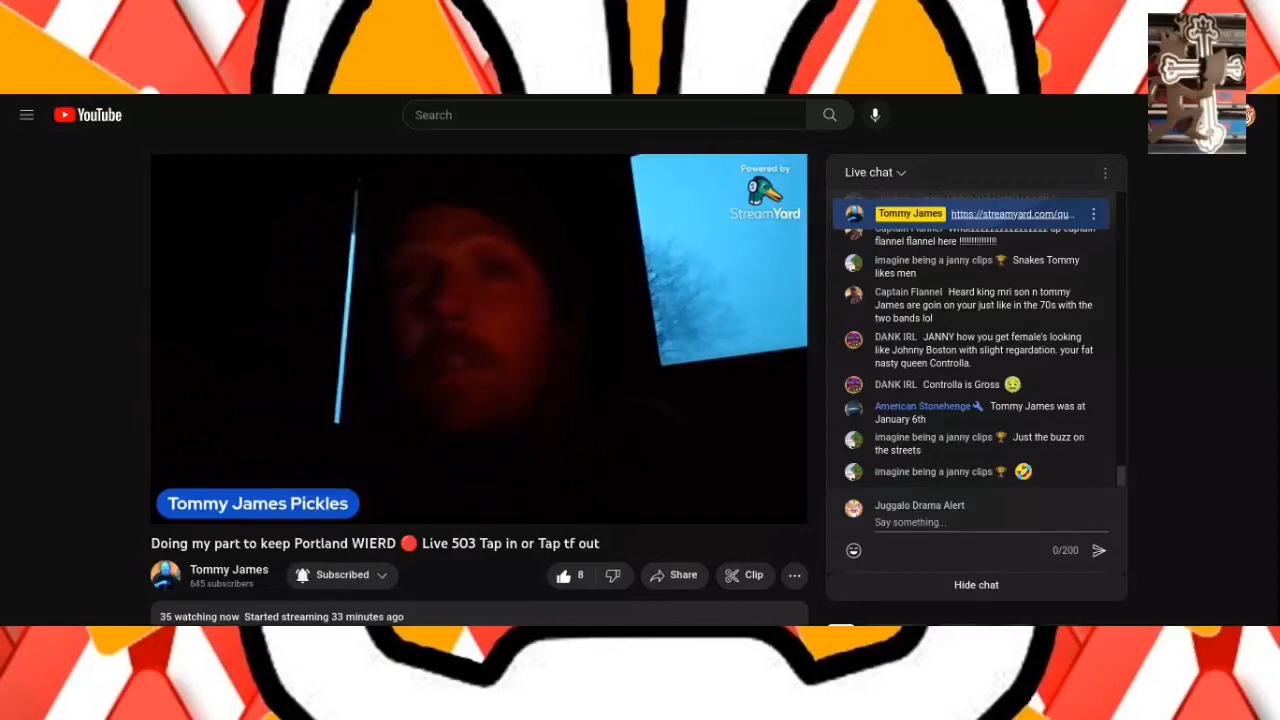 YouTube
Search
Powered by
StreamYard
Tommy James Pickles
Live chat
Tommy James https://streamyard.com/qu...
flannel flannel here !!!!!!!!!!!!!!!!
imagine being a janny clips 🏆 Snakes Tommy
likes men
Captain Flannel Heard king mri son n tommy
James are goin on your just like in the 70s with the
two bands lol
DANK IRL JANNY how you get female's looking
like Johnny Boston with slight regardation. your fat
nasty queen Controlla.
DANK IRL Controlla is Gross 🤢
American Stonehenge 🔧 Tommy James was at
January 6th
imagine being a janny clips 🏆 Just the buzz on
the streets
imagine being a janny clips 🏆 🤣
Juggalo Drama Alert
Say something...
0/200
Hide chat
Doing my part to keep Portland WIERD 🔴 Live 503 Tap in or Tap tf out
Tommy James
645 subscribers
Subscribed
8
Share
Clip
35 watching now Started streaming 33 minutes ago